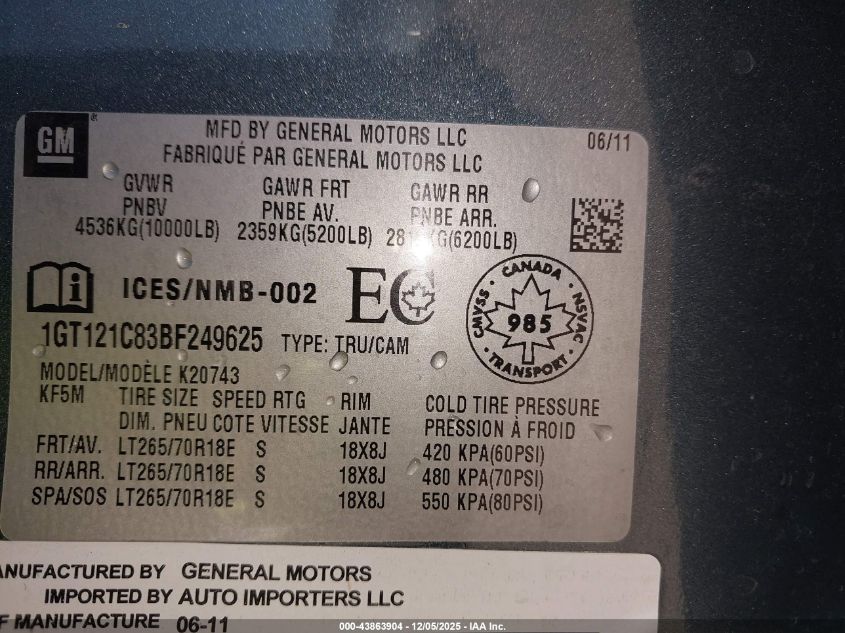 GM ®
MFD BY GENERAL MOTORS LLC
FABRIQUÉ PAR GENERAL MOTORS LLC
06/11
GVWR GAWR FRT GAWR RR
PNBV PNBE AV. PNBE ARR.
4536KG(10000LB) 2359KG(5200LB) (6200LB)
ICES/NMB-002 EC
CANADA
CMVSS 985 NSVAC
TRANSPORT
1GT121C83BF249625 TYPE: TRU/CAM
MODEL/MODÈLE K20743
KF5M TIRE SIZE SPEED RTG RIM COLD TIRE PRESSURE
DIM. PNEU COTE VITESSE JANTE PRESSION À FROID
FRT/AV. LT265/70R18E S 18X8J 420 KPA(60PSI)
RR/ARR. LT265/70R18E S 18X8J 480 KPA(70PSI)
SPA/SOS LT265/70R18E S 18X8J 550 KPA(80PSI)
ANUFACTURED BY GENERAL MOTORS
IMPORTED BY AUTO IMPORTERS LLC
F MANUFACTURE 06-11
000-43863904 - 12/05/2025 - IAA Inc.